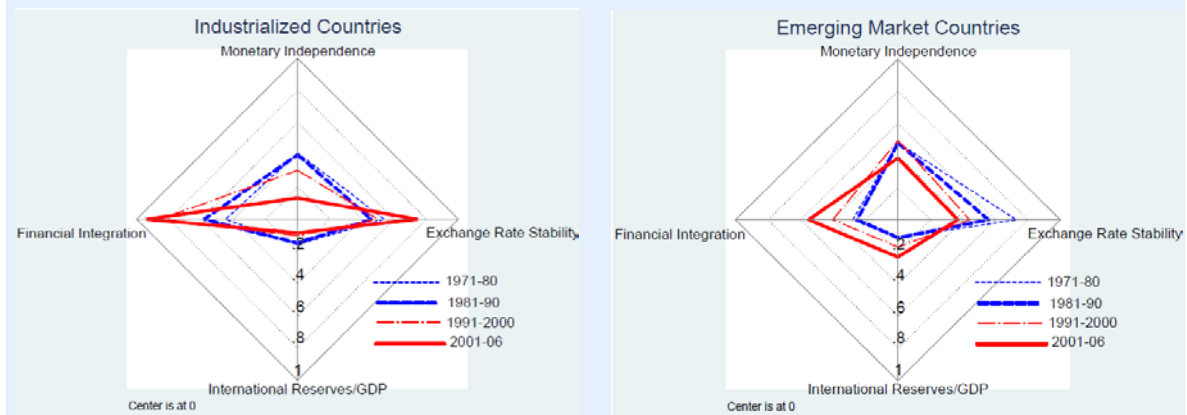 Industrialized Countries
Monetary Independence
Financial Integration
Exchange Rate Stability
.2
.4
.6
.8
1
1971-80
1981-90
1991-2000
2001-06
International Reserves/GDP
Center is at 0
Emerging Market Countries
Monetary Independence
Financial Integration
Exchange Rate Stability
.2
.4
.6
.8
1
1971-80
1981-90
1991-2000
2001-06
International Reserves/GDP
Center is at 0